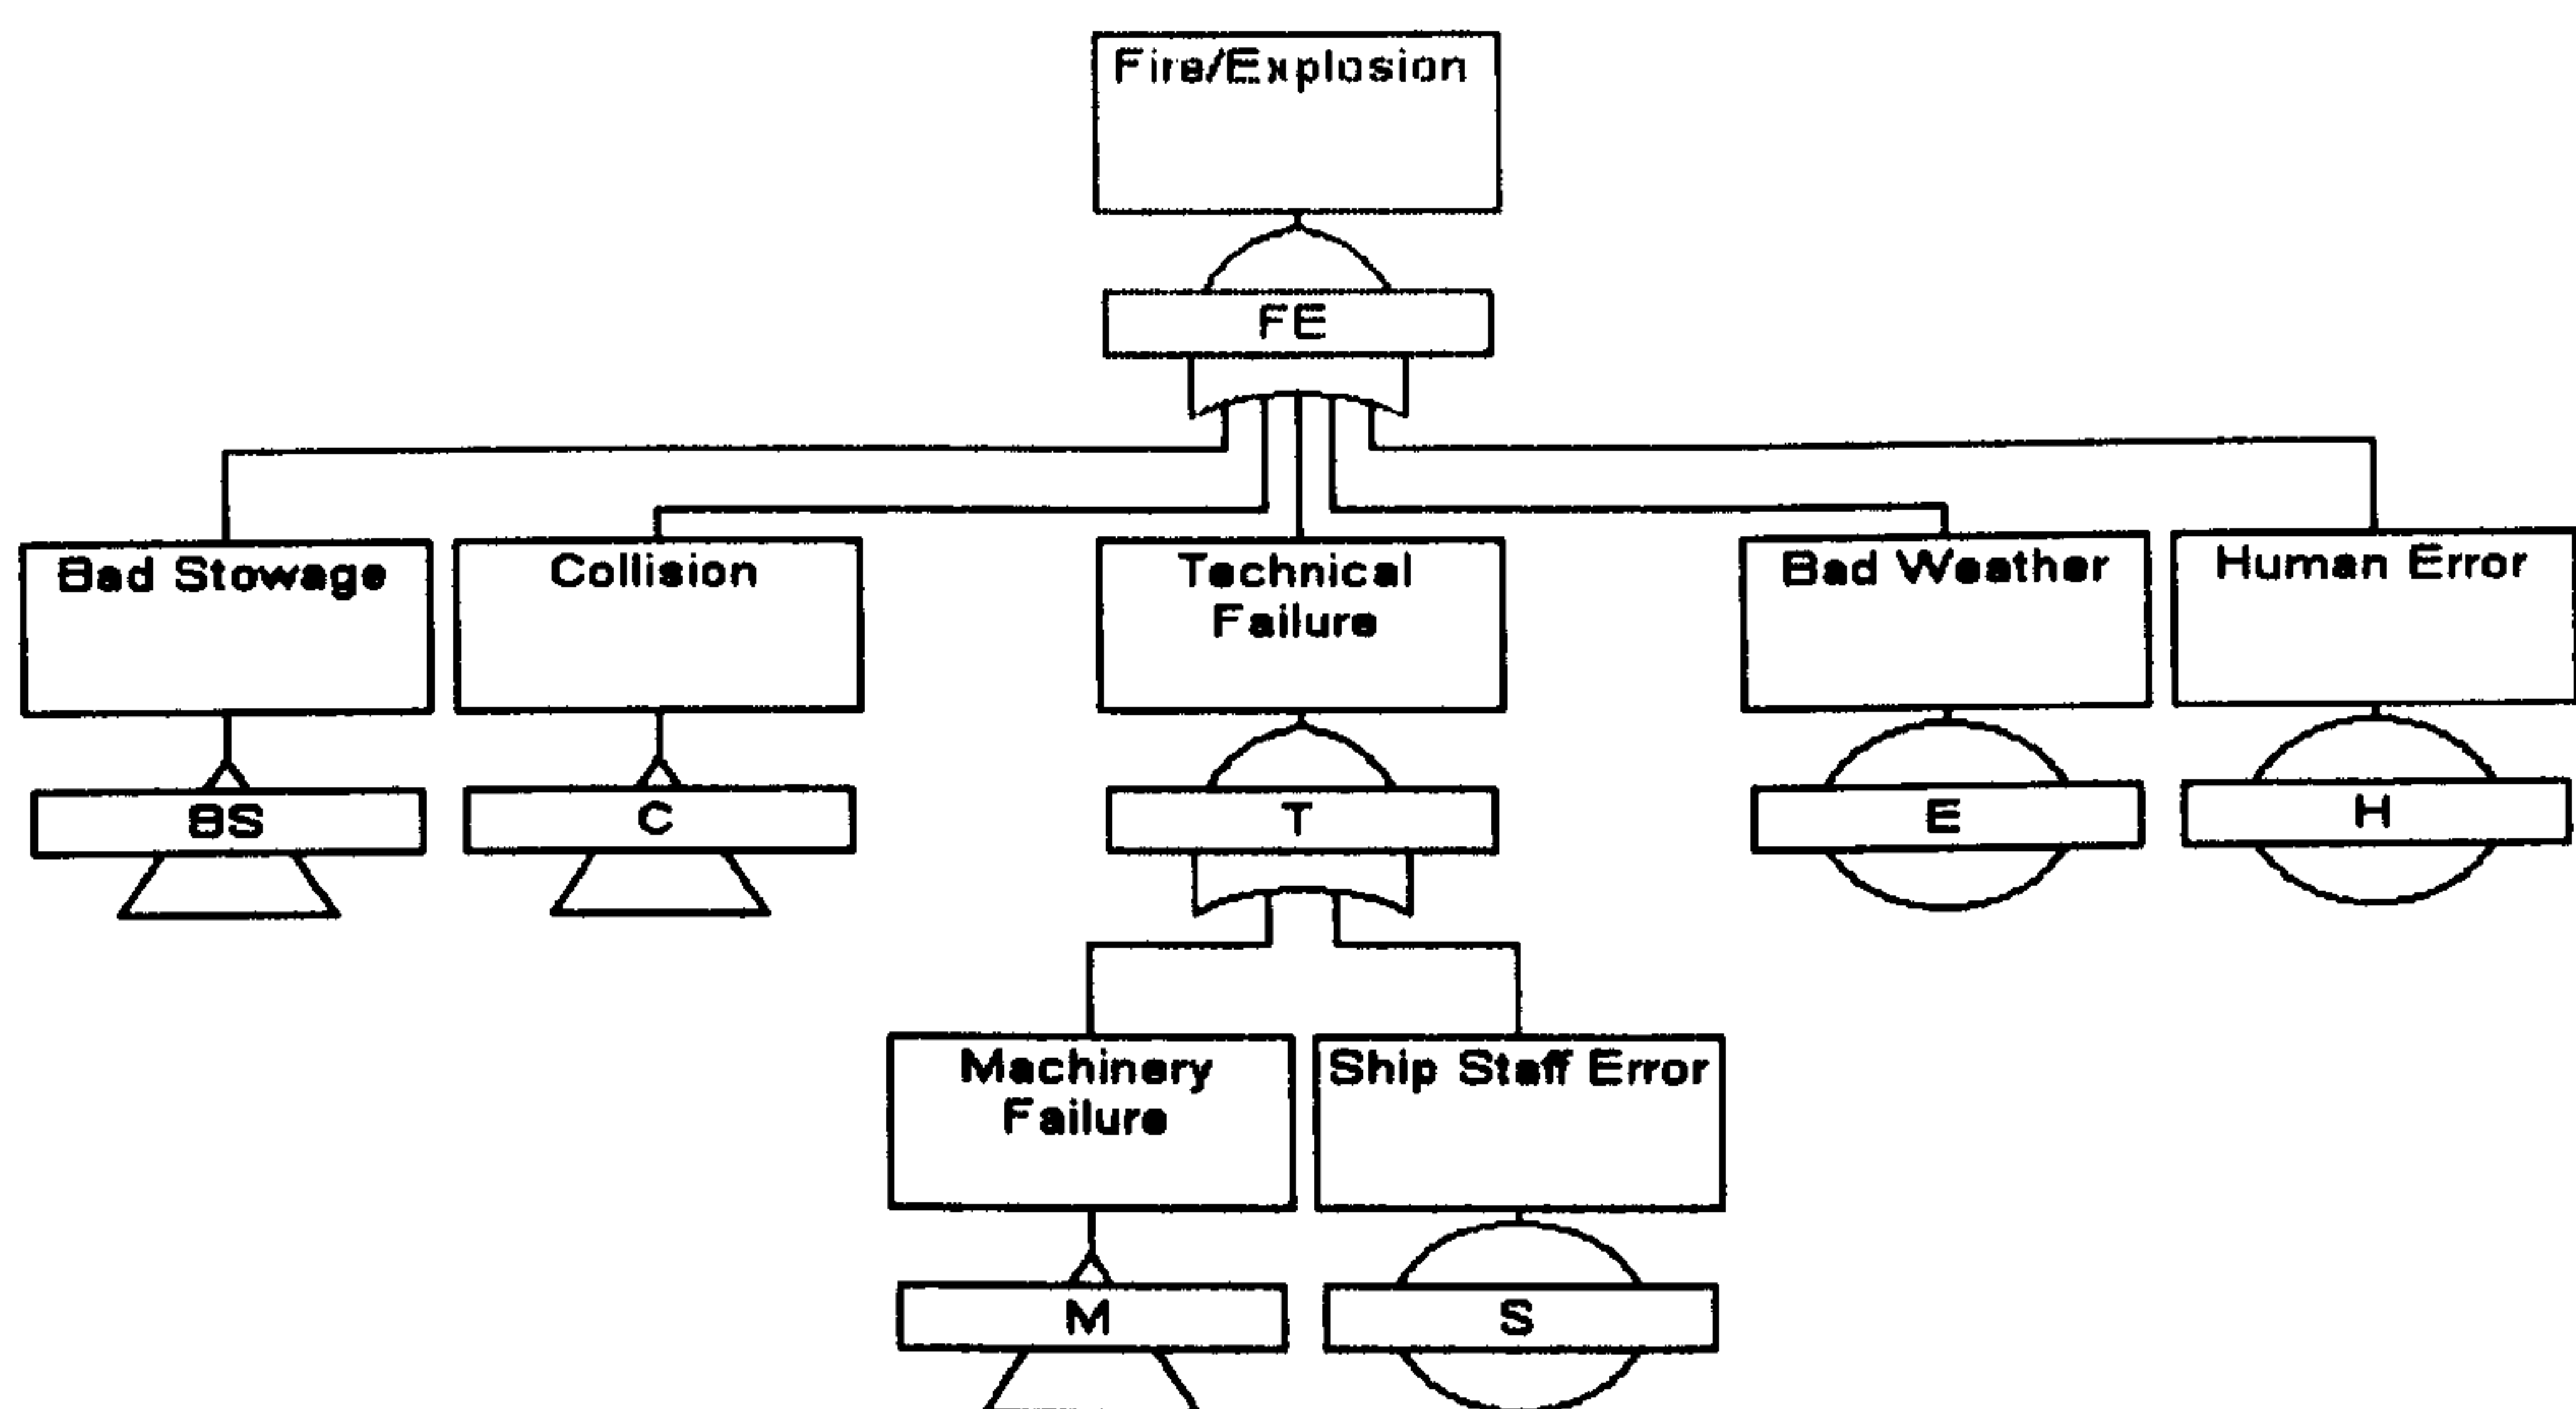 Fire/Explosion
FE
Bad Stowage
Collision
Technical
Failure
Bad Weather
Human Error
BS
C
T
E
H
Machinery
Failure
Ship Staff Error
M
S